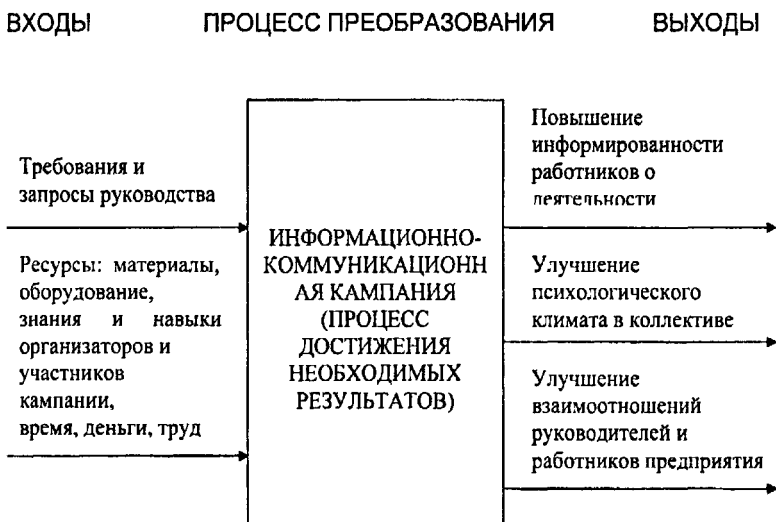 ВХОДЫ ПРОЦЕСС ПРЕОБРАЗОВАНИЯ ВЫХОДЫ
Требования и
запросы руководства
Ресурсы: материалы,
оборудование,
знания и навыки
организаторов и
участников
кампании,
время, деньги, труд
ИНФОРМАЦИОННО-
КОММУНИКАЦИОНН
АЯ КАМПАНИЯ
(ПРОЦЕСС
ДОСТИЖЕНИЯ
НЕОБХОДИМЫХ
РЕЗУЛЬТАТОВ)
Повышение
информированности
работников о
деятельности
Улучшение
психологического
климата в коллективе
Улучшение
взаимоотношений
руководителей и
работников предприятия